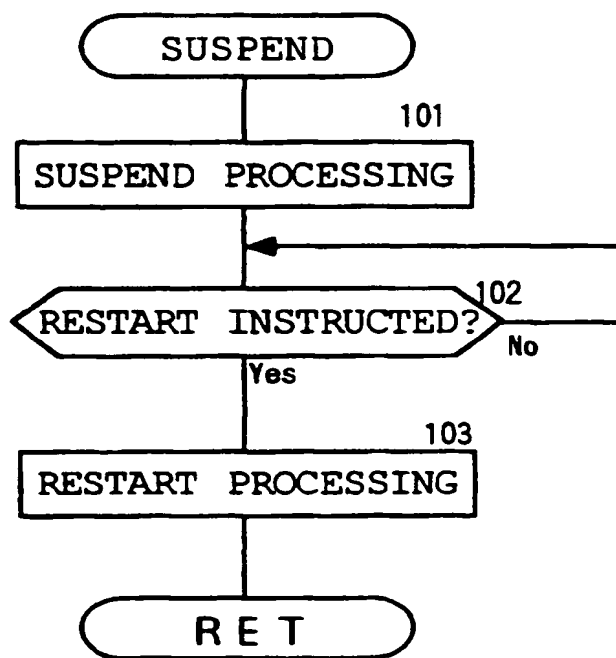 SUSPEND
101
SUSPEND PROCESSING
102
RESTART INSTRUCTED?
No
Yes
103
RESTART PROCESSING
RET